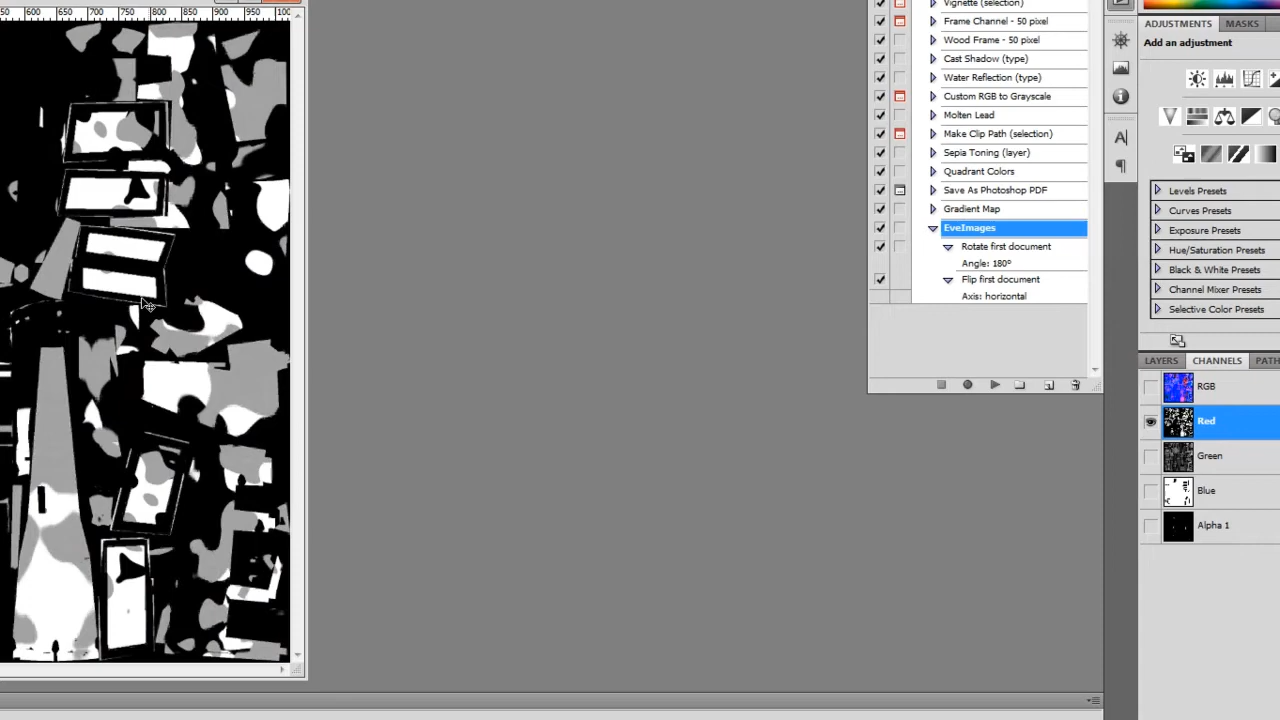 600 650 700 750 800 850 900 950
Vignette (selection)
Frame Channel - 50 pixel
Wood Frame - 50 pixel
Cast Shadow (type)
Water Reflection (type)
Custom RGB to Grayscale
Molten Lead
Make Clip Path (selection)
Sepia Toning (layer)
Quadrant Colors
Save As Photoshop PDF
Gradient Map
EveImages
Rotate first document
Angle: 180º
Flip first document
Axis: horizontal
ADJUSTMENTS MASKS
Add an adjustment
Levels Presets
Curves Presets
Exposure Presets
Hue/Saturation Presets
Black & White Presets
Channel Mixer Presets
Selective Color Presets
LAYERS CHANNELS PATH
RGB
Red
Green
Blue
Alpha 1